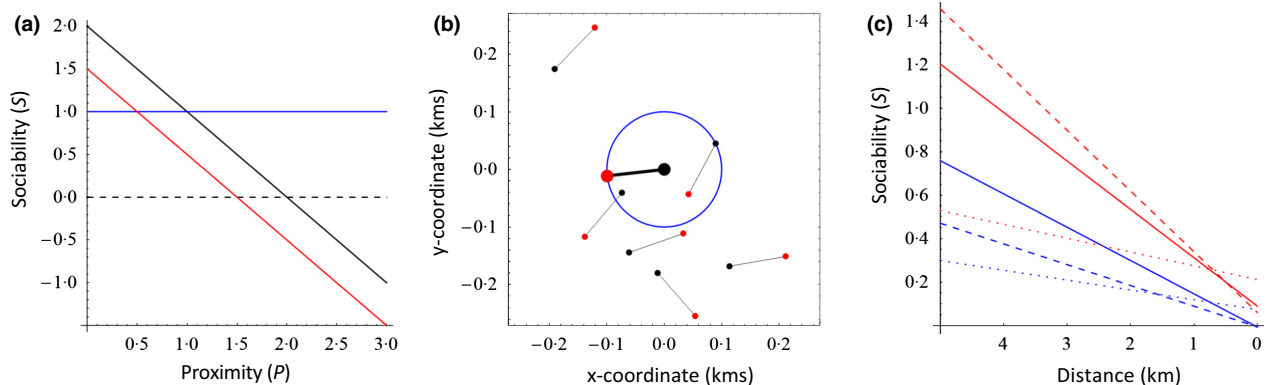 (a)
Sociability (S)
2·0
1·5
1·0
0·5
0·0
−0·5
−1·0
0·5 1·0 1·5 2·0 2·5 3·0
Proximity (P)
(b)
y-coordinate (kms)
0·2
0·1
0·0
−0·1
−0·2
−0·2 −0·1 0·0 0·1 0·2
x-coordinate (kms)
(c)
Sociability (S)
1·4
1·2
1·0
0·8
0·6
0·4
0·2
4 3 2 1 0
Distance (km)